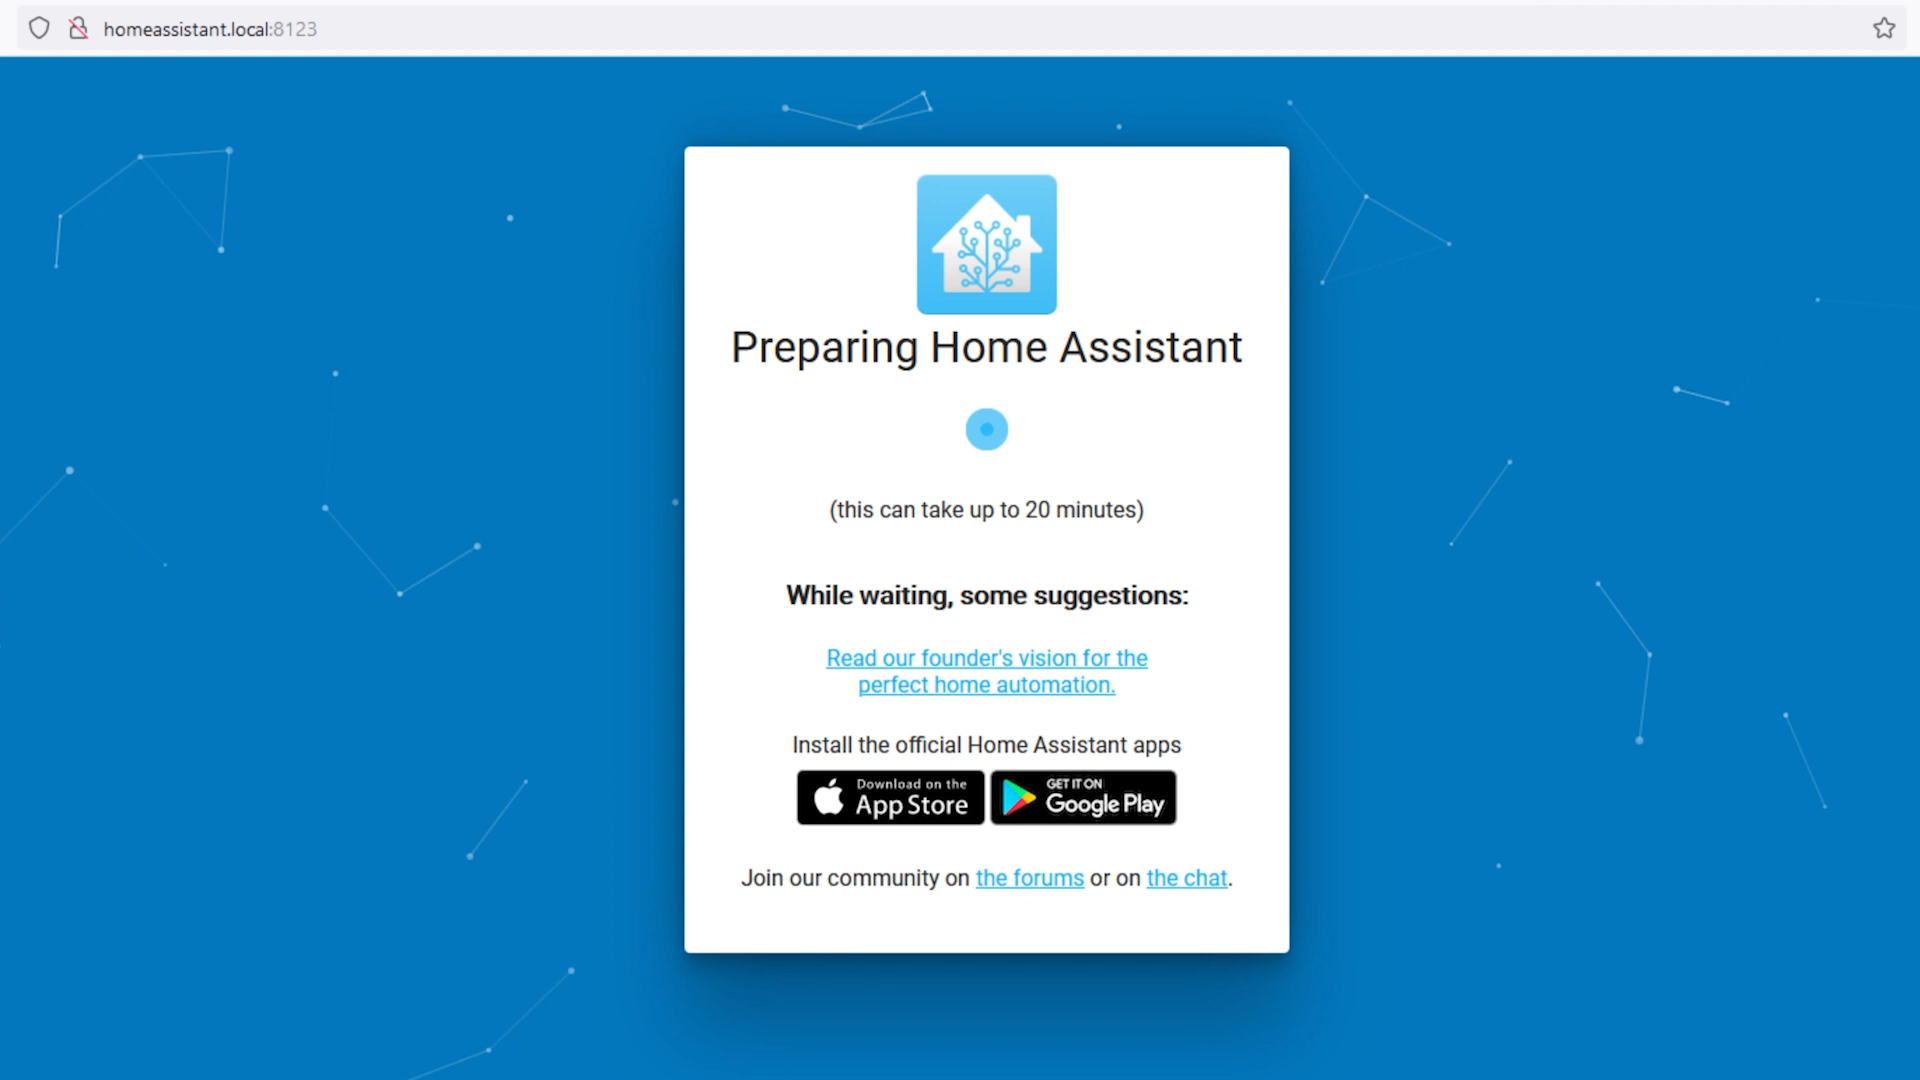 homeassistant.local:8123
Preparing Home Assistant
(this can take up to 20 minutes)
While waiting, some suggestions:
Read our founder's vision for the
perfect home automation.
Install the official Home Assistant apps
Download on the
App Store
GET IT ON
Google Play
Join our community on the forums or on the chat.